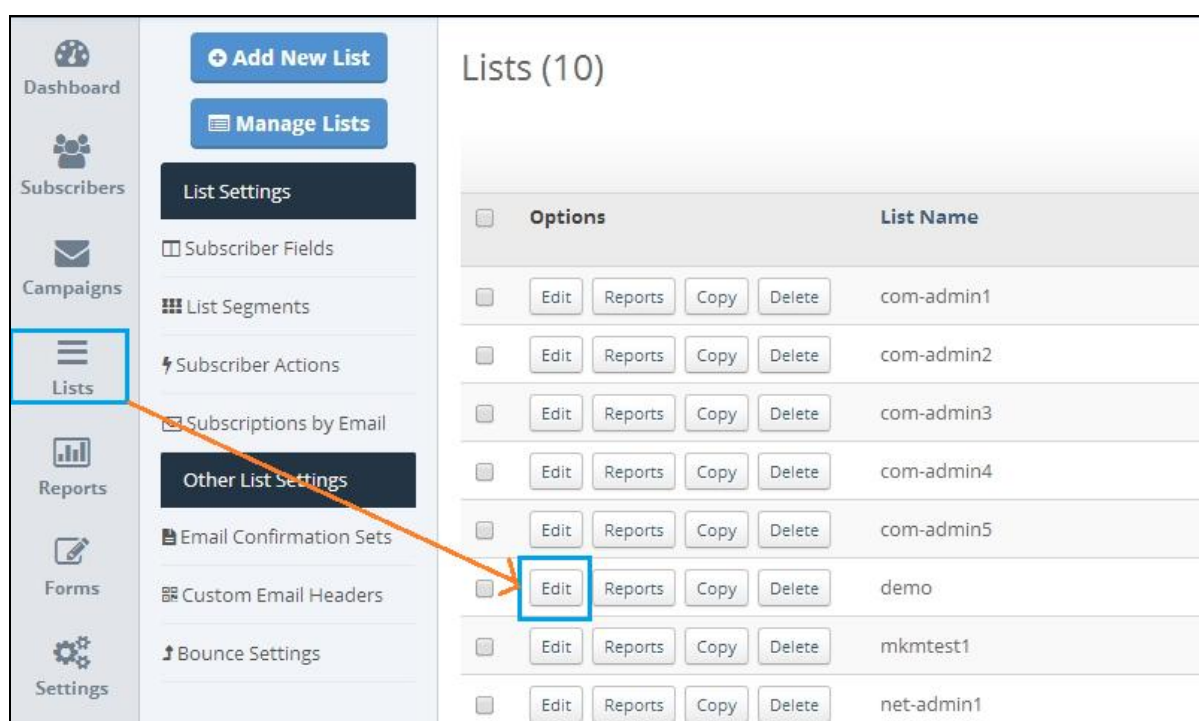 Dashboard
Subscribers
Campaigns
Lists
Reports
Forms
Settings
Add New List
Manage Lists
List Settings
Subscriber Fields
List Segments
Subscriber Actions
Subscriptions by Email
Other List Settings
Email Confirmation Sets
Custom Email Headers
Bounce Settings
Lists (10)
Options List Name
Edit Reports Copy Delete com-admin1
Edit Reports Copy Delete com-admin2
Edit Reports Copy Delete com-admin3
Edit Reports Copy Delete com-admin4
Edit Reports Copy Delete com-admin5
Edit Reports Copy Delete demo
Edit Reports Copy Delete mkmtest1
Edit Reports Copy Delete net-admin1